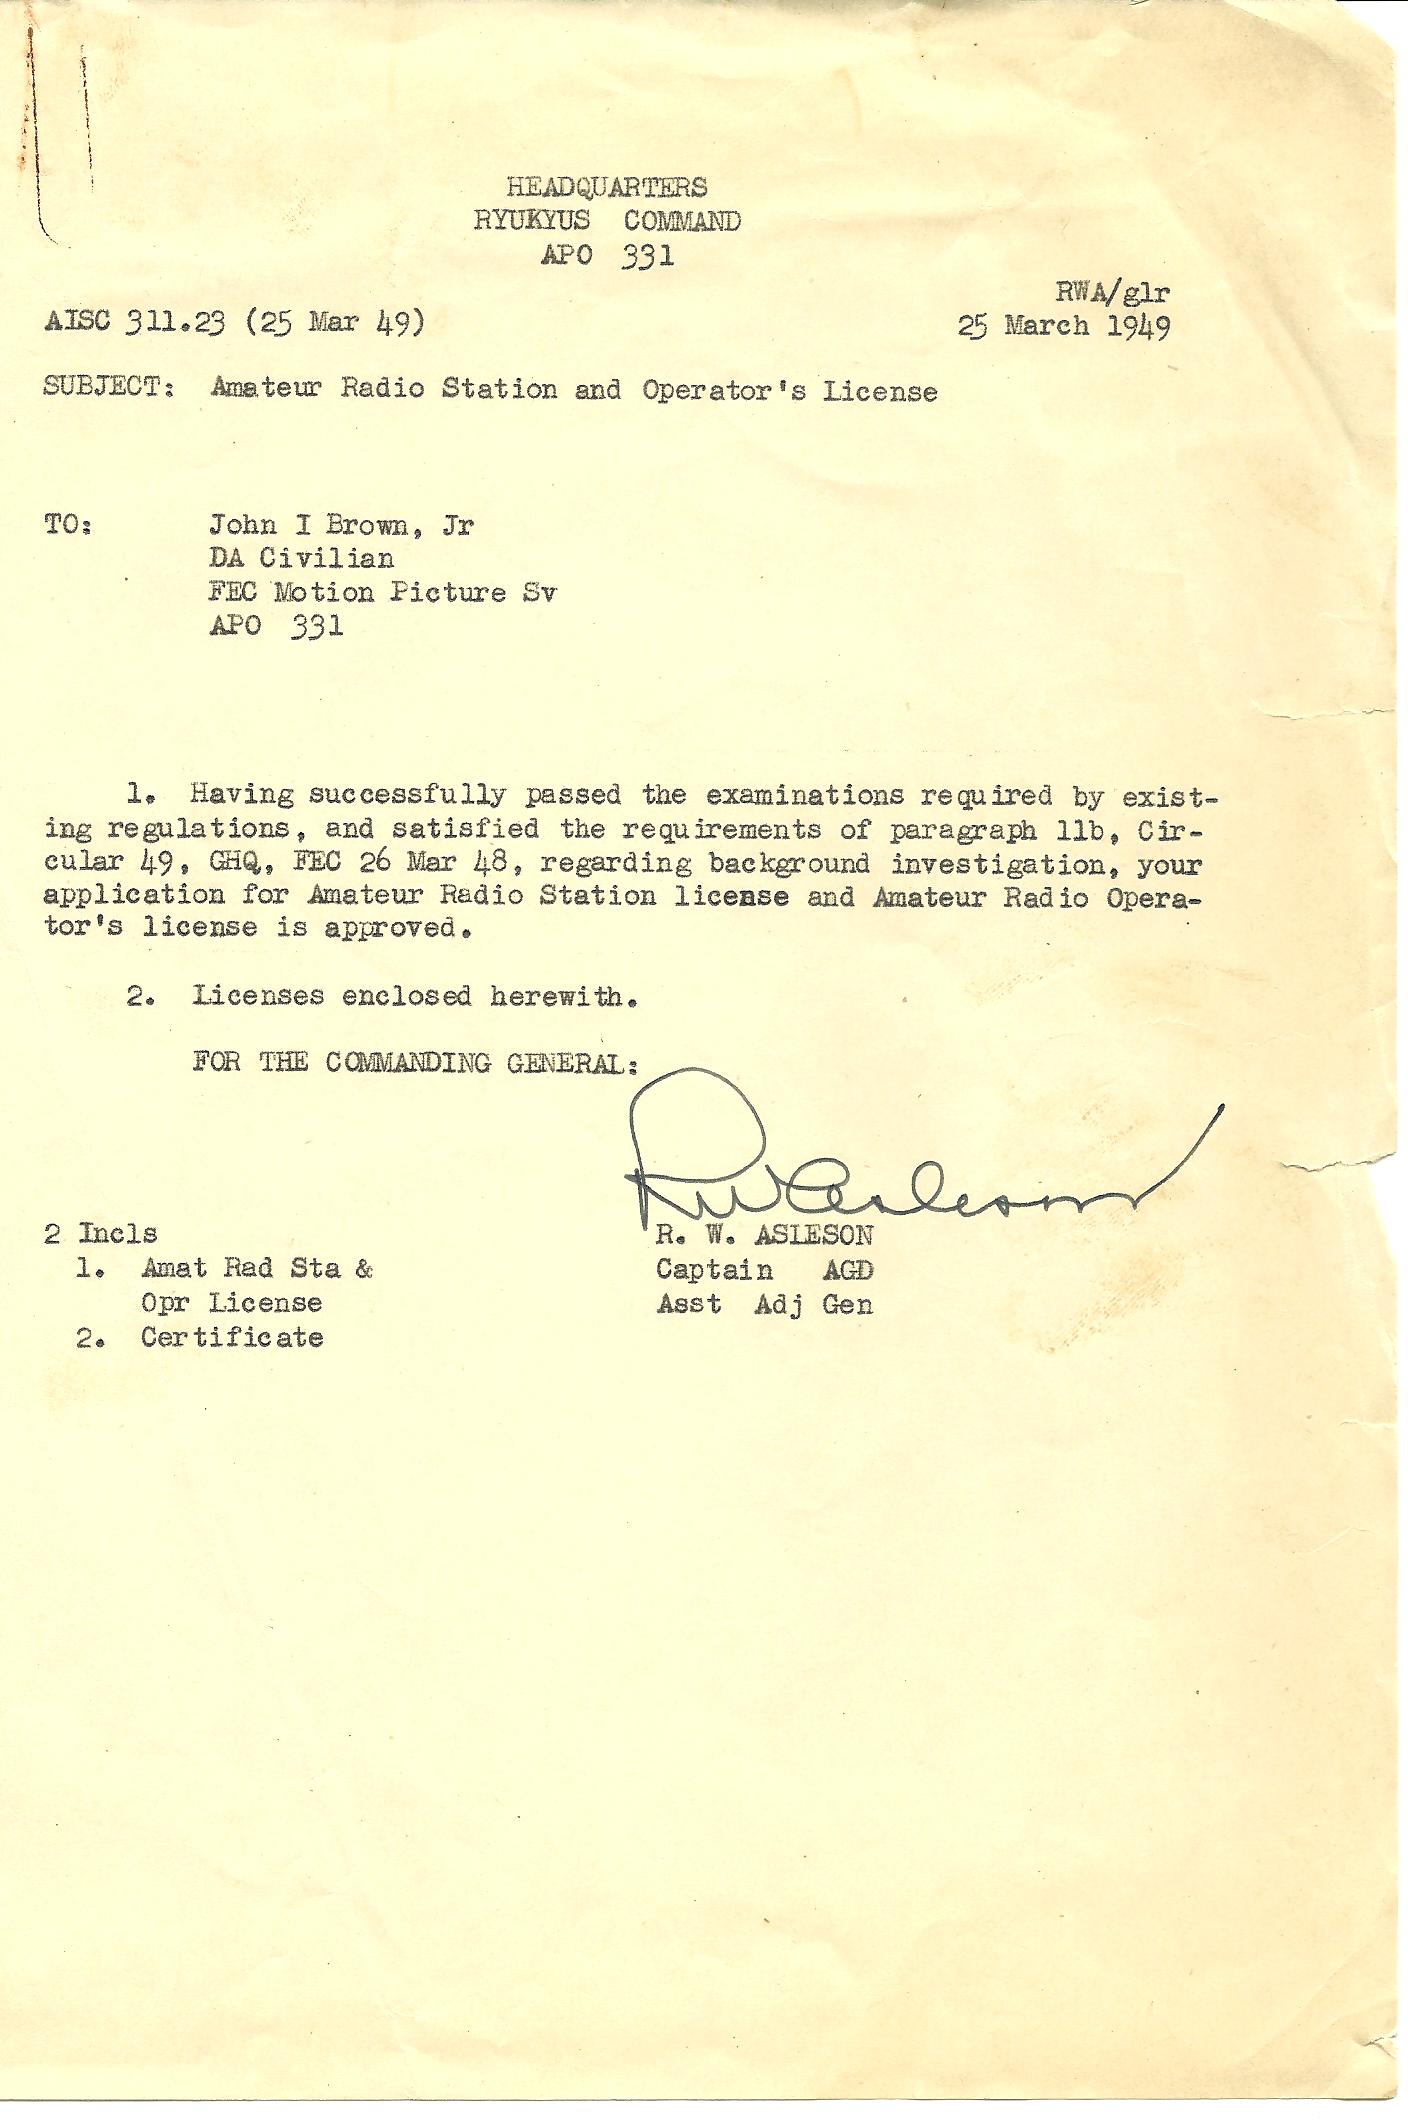 HEADQUARTERS
RYUKYUS COMMAND
APO 331
RWA/glr
AISC 311.23 (25 Mar 49) 25 March 1949
SUBJECT: Amateur Radio Station and Operator's License
TO: John I Brown, Jr
DA Civilian
FEC Motion Picture Sv
APO 331
1. Having successfully passed the examinations required by exist-
ing regulations, and satisfied the requirements of paragraph 11b, Cir-
cular 49, GHQ, FEC 26 Mar 48, regarding background investigation, your
application for Amateur Radio Station license and Amateur Radio Opera-
tor's license is approved.
2. Licenses enclosed herewith.
FOR THE COMMANDING GENERAL:
RWAsleson
2 Incls R. W. ASLESON
1. Amat Rad Sta & Captain AGD
Opr License Asst Adj Gen
2. Certificate